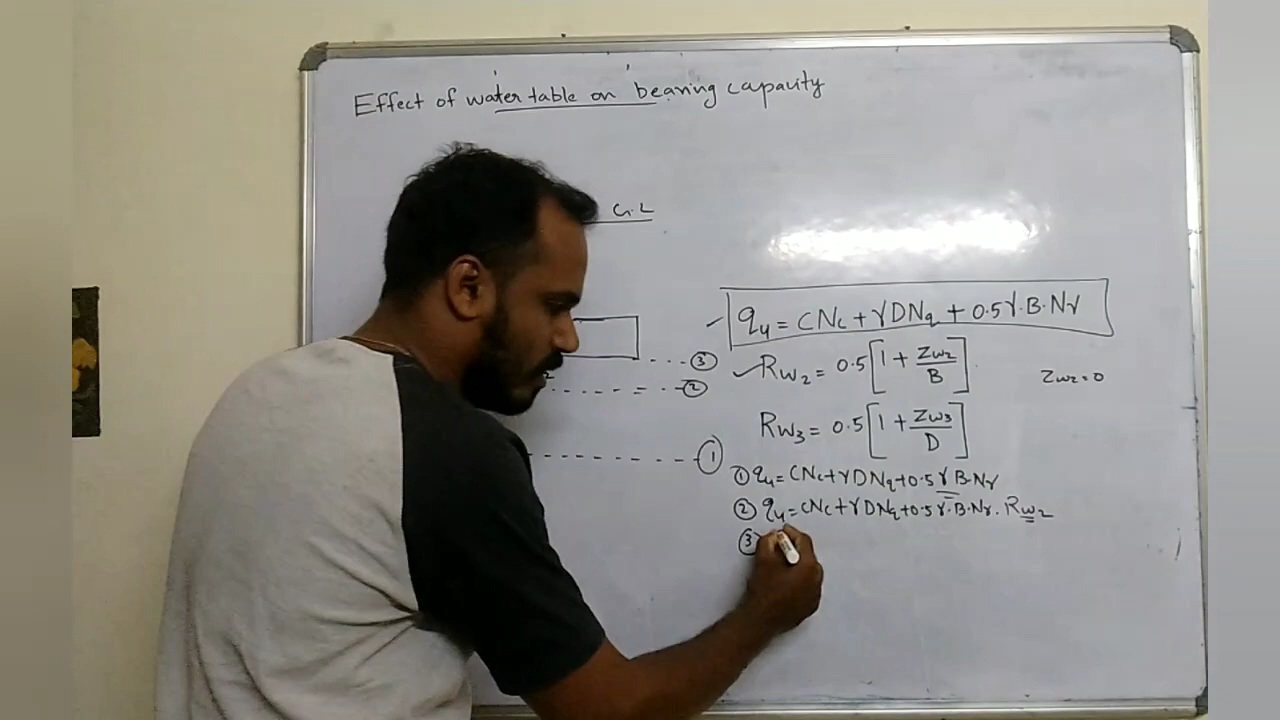 Effect of water table on bearing capacity
G.L
qu = CNc + γDNq + 0.5γ.B.Nγ
③
Rw2 = 0.5[1 + Zw2/B]
Zw2 = 0
②
Rw3 = 0.5[1 + Zw3/D]
①
① qu = CNc + γDNq + 0.5γB.Nγ
② qu = CNc + γDNq + 0.5γ.B.Nγ.Rw2
③